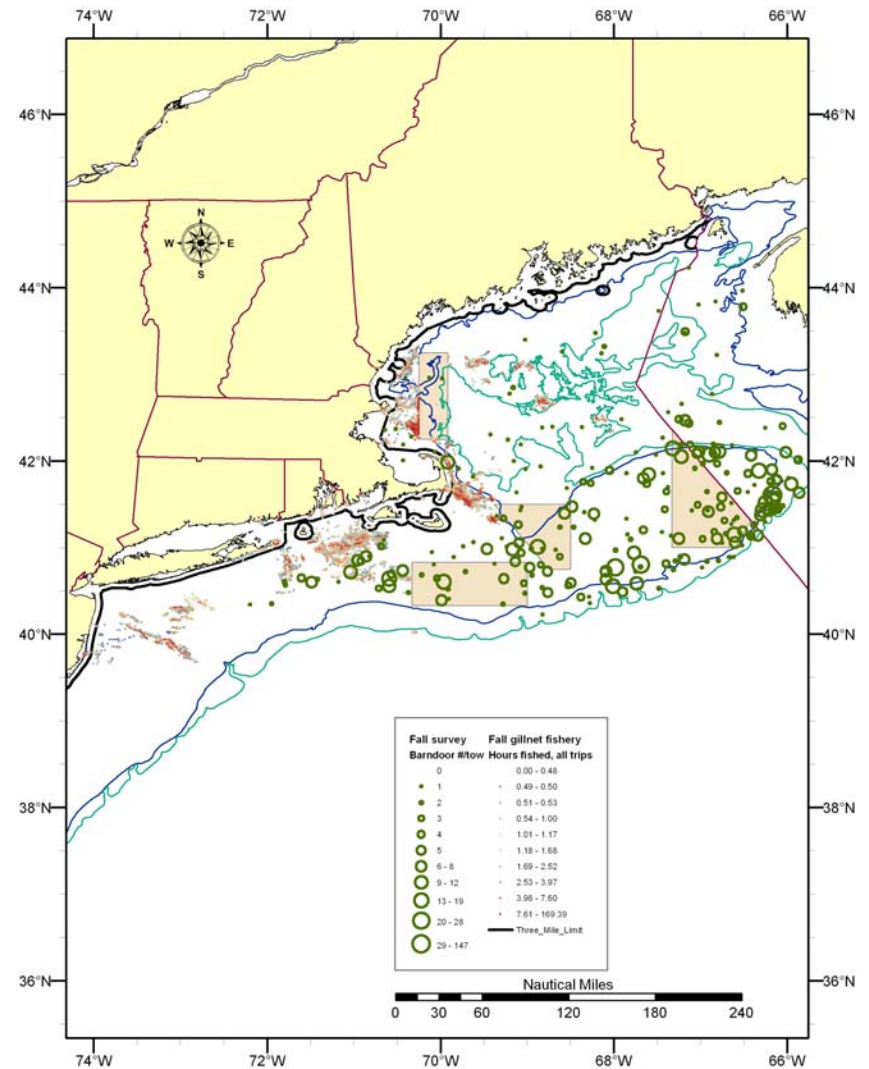 74°W 72°W 70°W 68°W 66°W
46°N 46°N
N
W E
S
44°N 44°N
42°N 42°N
40°N 40°N
Fall survey Fall gillnet fishery
Barndoor #/tow Hours fished, all trips
0 0.00 - 0.48
1 0.49 - 0.50
2 0.51 - 0.53
3 0.54 - 1.00
4 1.01 - 1.17
5 1.18 - 1.68
6 - 8 1.69 - 2.52
9 - 12 2.53 - 3.97
13 - 19 3.98 - 7.60
20 - 28 7.61 - 169.39
Three_Mile_Limit
29 - 147
38°N 38°N
36°N 36°N
Nautical Miles
0 30 60 120 180 240
74°W 72°W 70°W 68°W 66°W